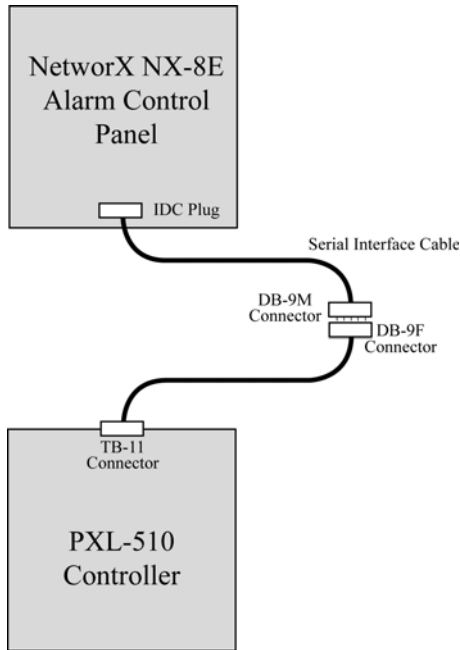 NetworX NX-8E
Alarm Control
Panel
IDC Plug
Serial Interface Cable
DB-9M
Connector
DB-9F
Connector
TB-11
Connector
PXL-510
Controller